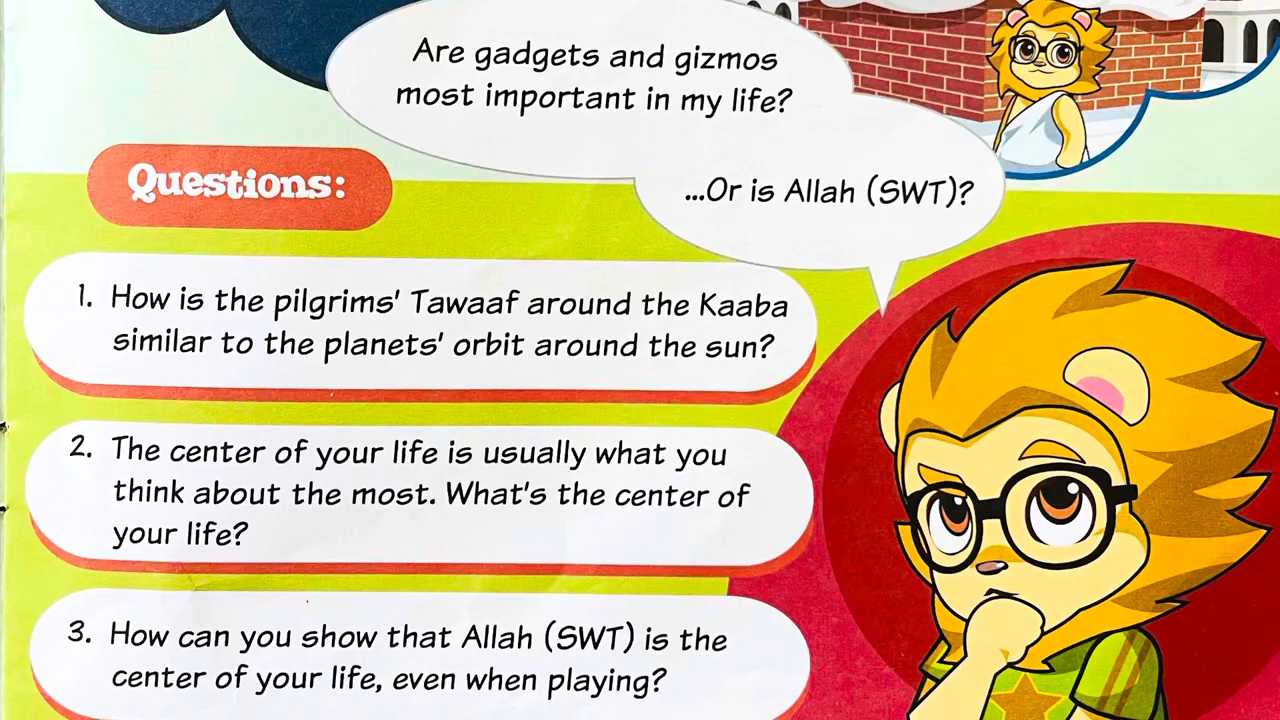 Are gadgets and gizmos
most important in my life?
...Or is Allah (SWT)?
Questions:
1. How is the pilgrims' Tawaaf around the Kaaba
similar to the planets' orbit around the sun?
2. The center of your life is usually what you
think about the most. What's the center of
your life?
3. How can you show that Allah (SWT) is the
center of your life, even when playing?